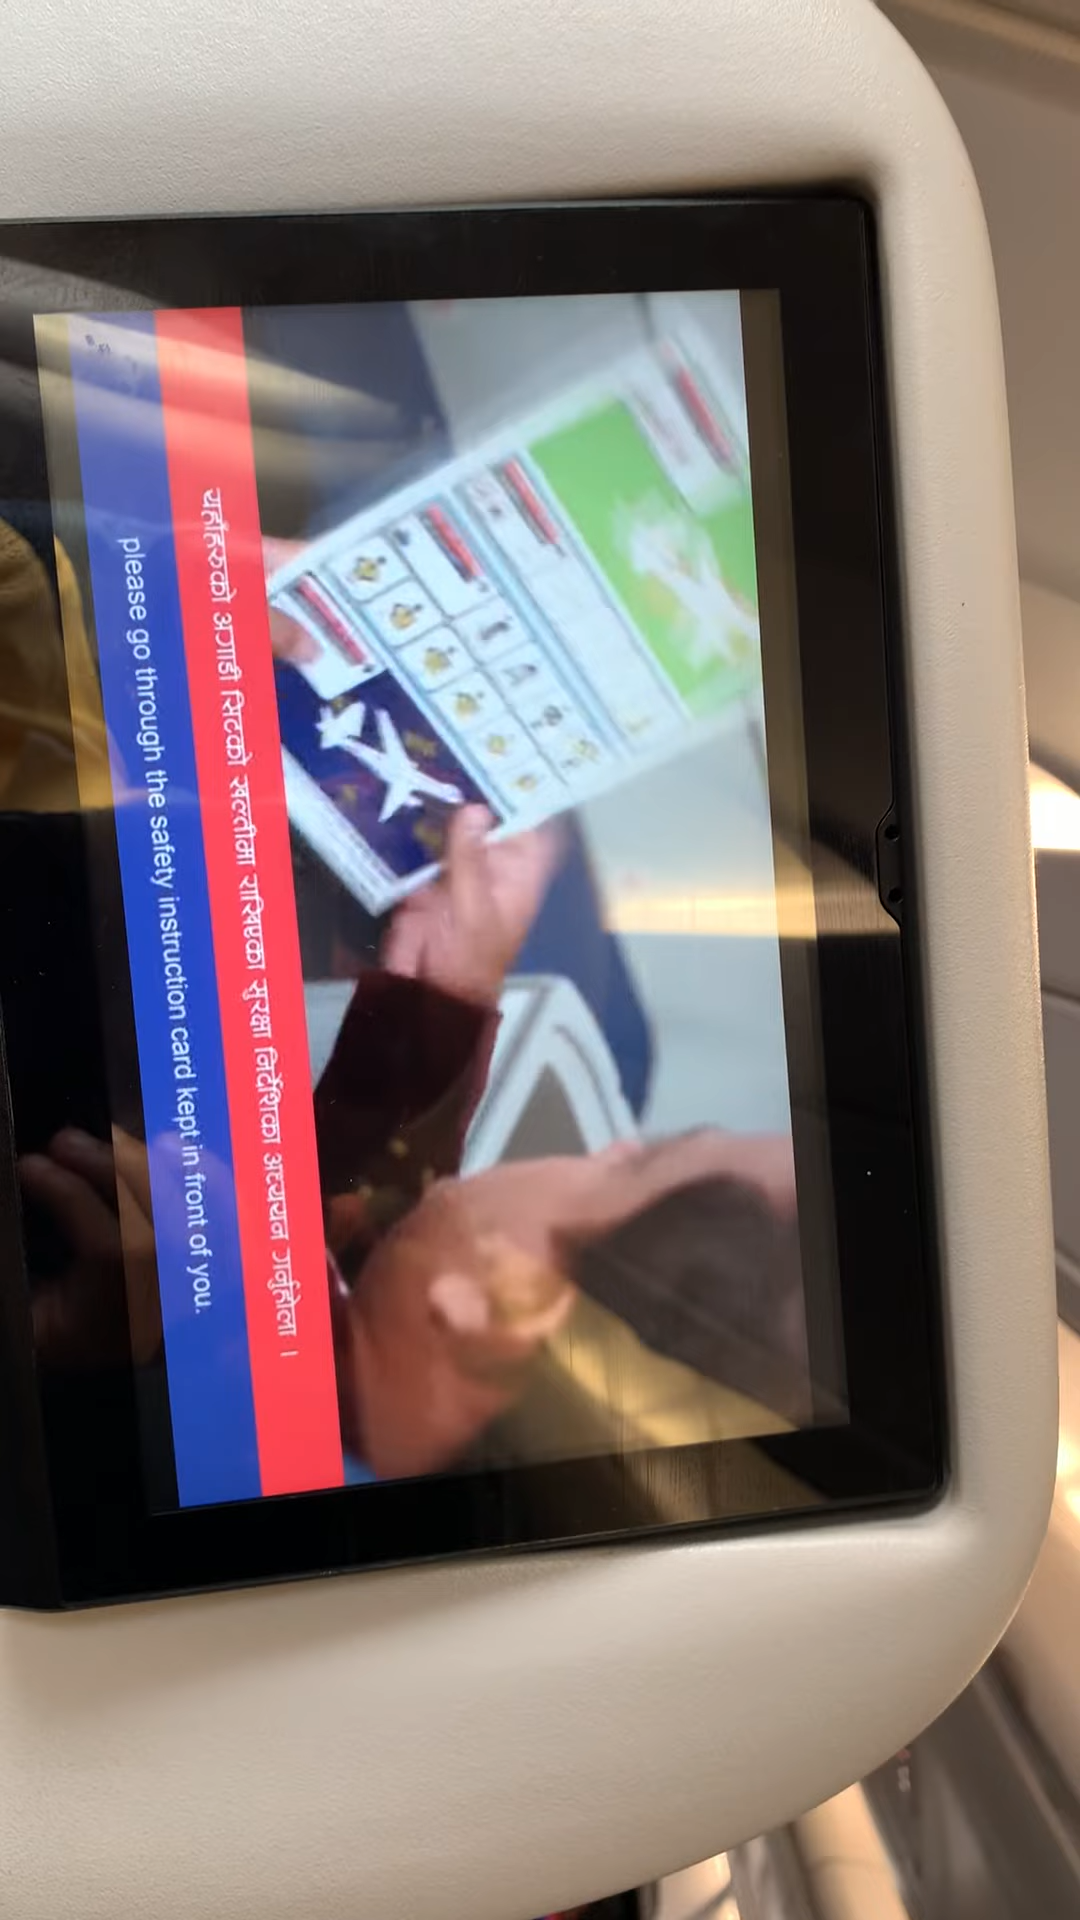 यहाँहरुको अगाडी सिटको खल्तीमा राखिएका सुरक्षा निर्देशिका अध्ययन गर्नुहोला ।
please go through the safety instruction card kept in front of you.